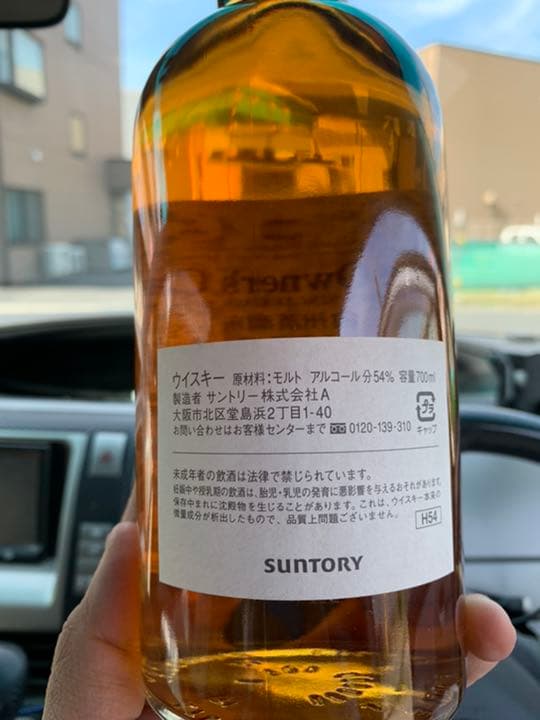 Owner's C
ウイスキー 原材料:モルト アルコール分54% 容量700ml
製造者 サントリー株式会社A
大阪市北区堂島浜2丁目1-40
お問い合わせはお客様センターまで 0120-139-310
プラ
キャップ
未成年者の飲酒は法律で禁じられています。
妊娠中や授乳期の飲酒は、胎児・乳児の発育に悪影響を与えるおそれがあります。
保存中まれに沈殿物を生じることがあります。これは、ウイスキー本来の
微量成分が析出したもので、品質上問題ございません。
H54
SUNTORY